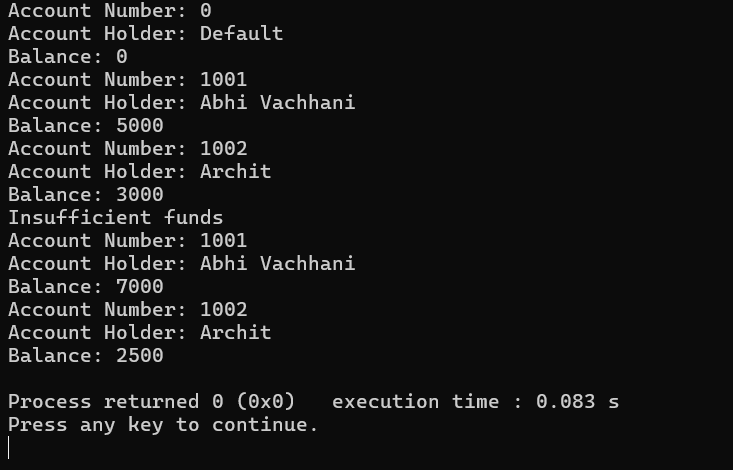 Account Number: 0
Account Holder: Default
Balance: 0
Account Number: 1001
Account Holder: Abhi Vachhani
Balance: 5000
Account Number: 1002
Account Holder: Archit
Balance: 3000
Insufficient funds
Account Number: 1001
Account Holder: Abhi Vachhani
Balance: 7000
Account Number: 1002
Account Holder: Archit
Balance: 2500
Process returned 0 (0x0)   execution time : 0.083 s
Press any key to continue.